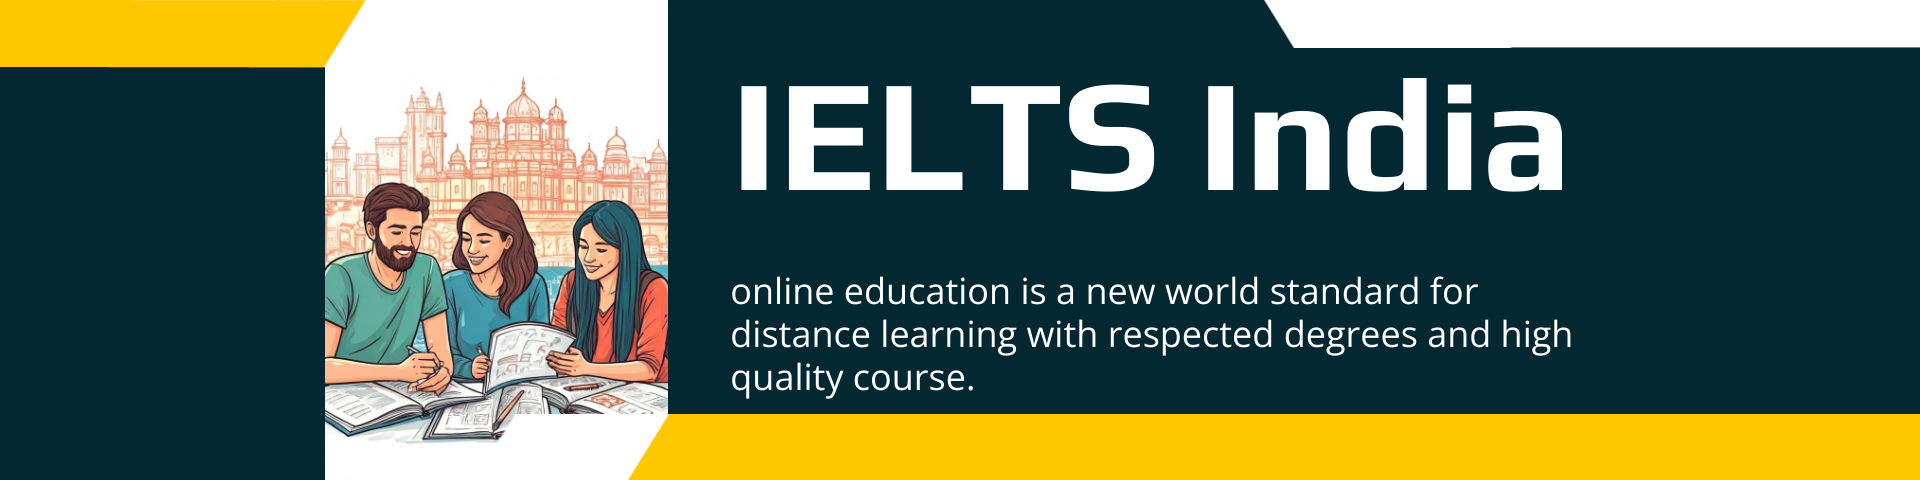 IELTS India
online education is a new world standard for
distance learning with respected degrees and high
quality course.